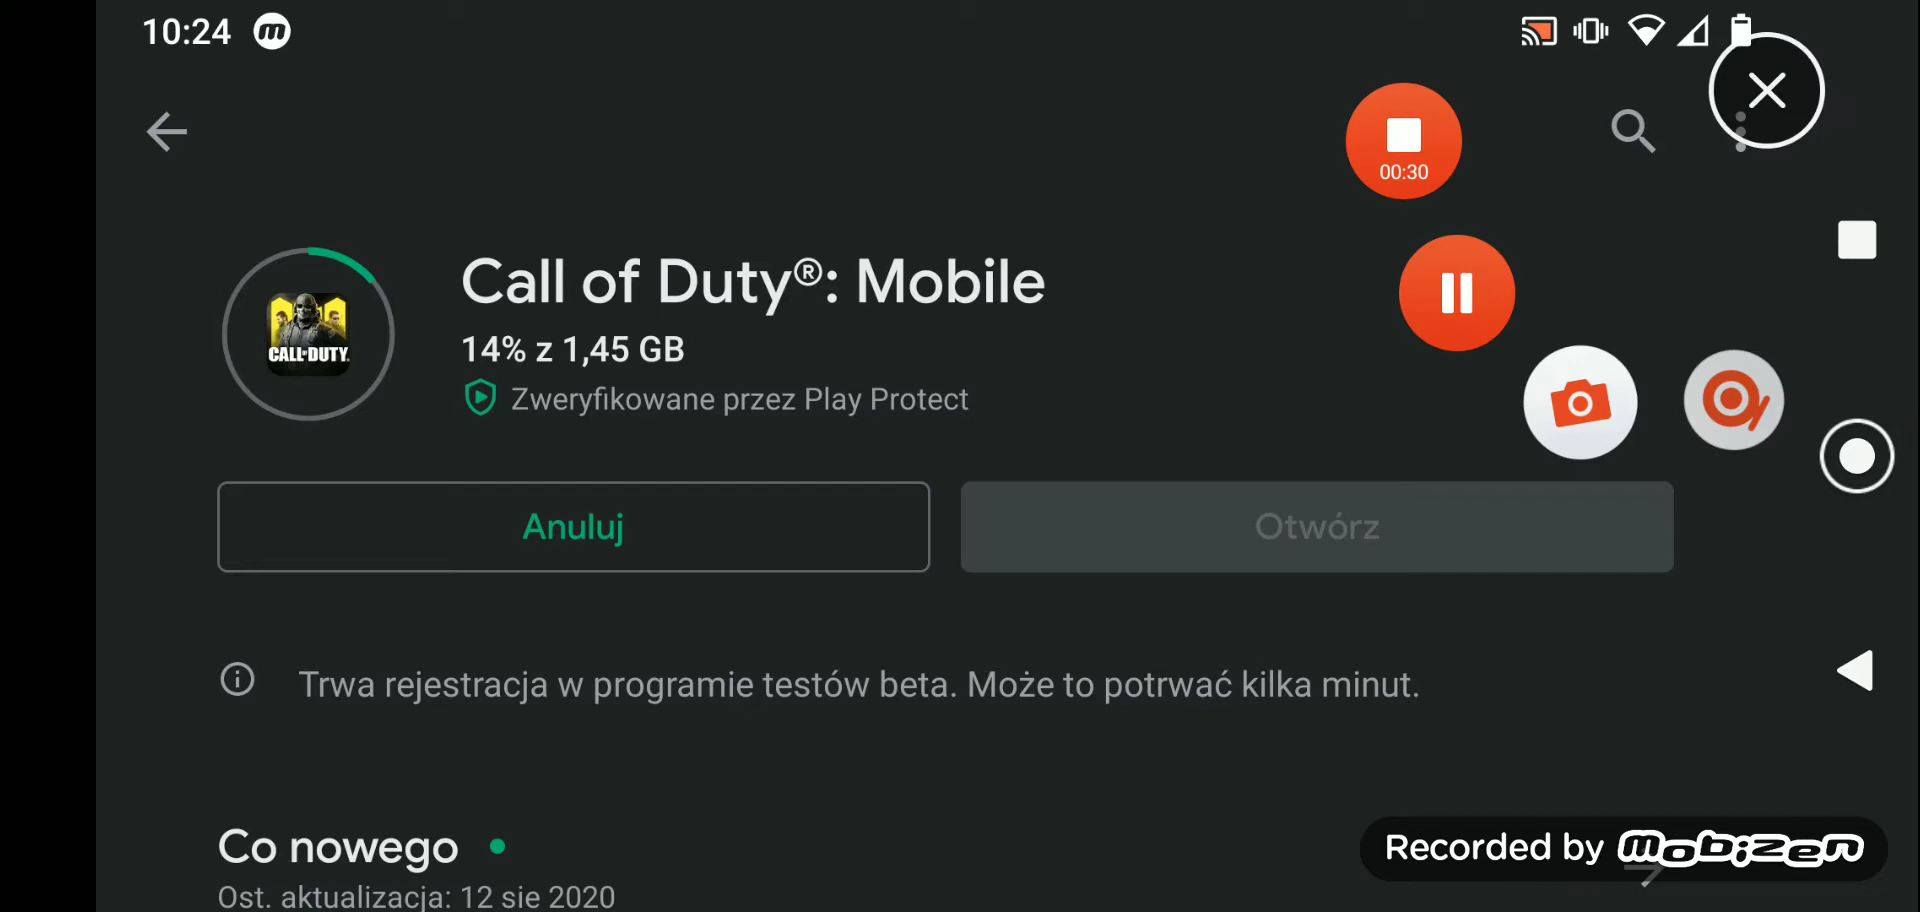 10:24
00:30
Call of Duty®: Mobile
CALL OF DUTY
14% z 1,45 GB
Zweryfikowane przez Play Protect
Anuluj
Otwórz
Trwa rejestracja w programie testów beta. Może to potrwać kilka minut.
Co nowego
Recorded by mobizen
Ost. aktualizacja: 12 sie 2020